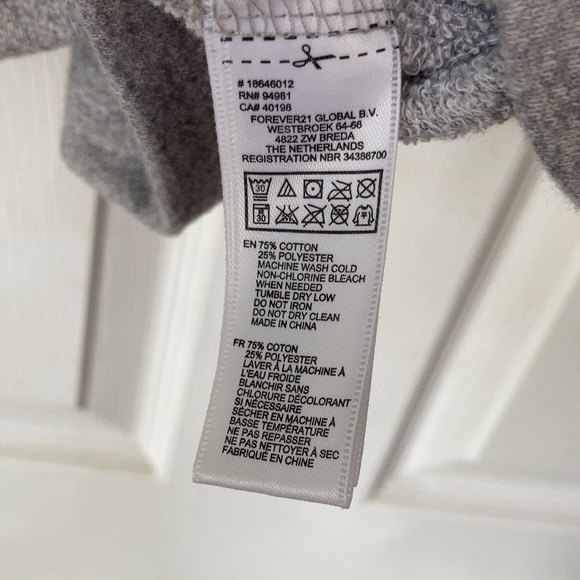 # 18646012
RN# 94981
CA# 40198
FOREVER21 GLOBAL B.V.
WESTBROEK 64-66
4822 ZW BREDA
THE NETHERLANDS
REGISTRATION NBR 34388700
30
30
EN 75% COTTON
25% POLYESTER
MACHINE WASH COLD
NON-CHLORINE BLEACH
WHEN NEEDED
TUMBLE DRY LOW
DO NOT IRON
DO NOT DRY CLEAN
MADE IN CHINA
FR 75% COTON
25% POLYESTER
LAVER À LA MACHINE À
L'EAU FROIDE
BLANCHIR SANS
CHLORURE DÉCOLORANT
SI NÉCESSAIRE
SÉCHER EN MACHINE À
BASSE TEMPÉRATURE
NE PAS REPASSER
NE PAS NETTOYER À SEC
FABRIQUÉ EN CHINE